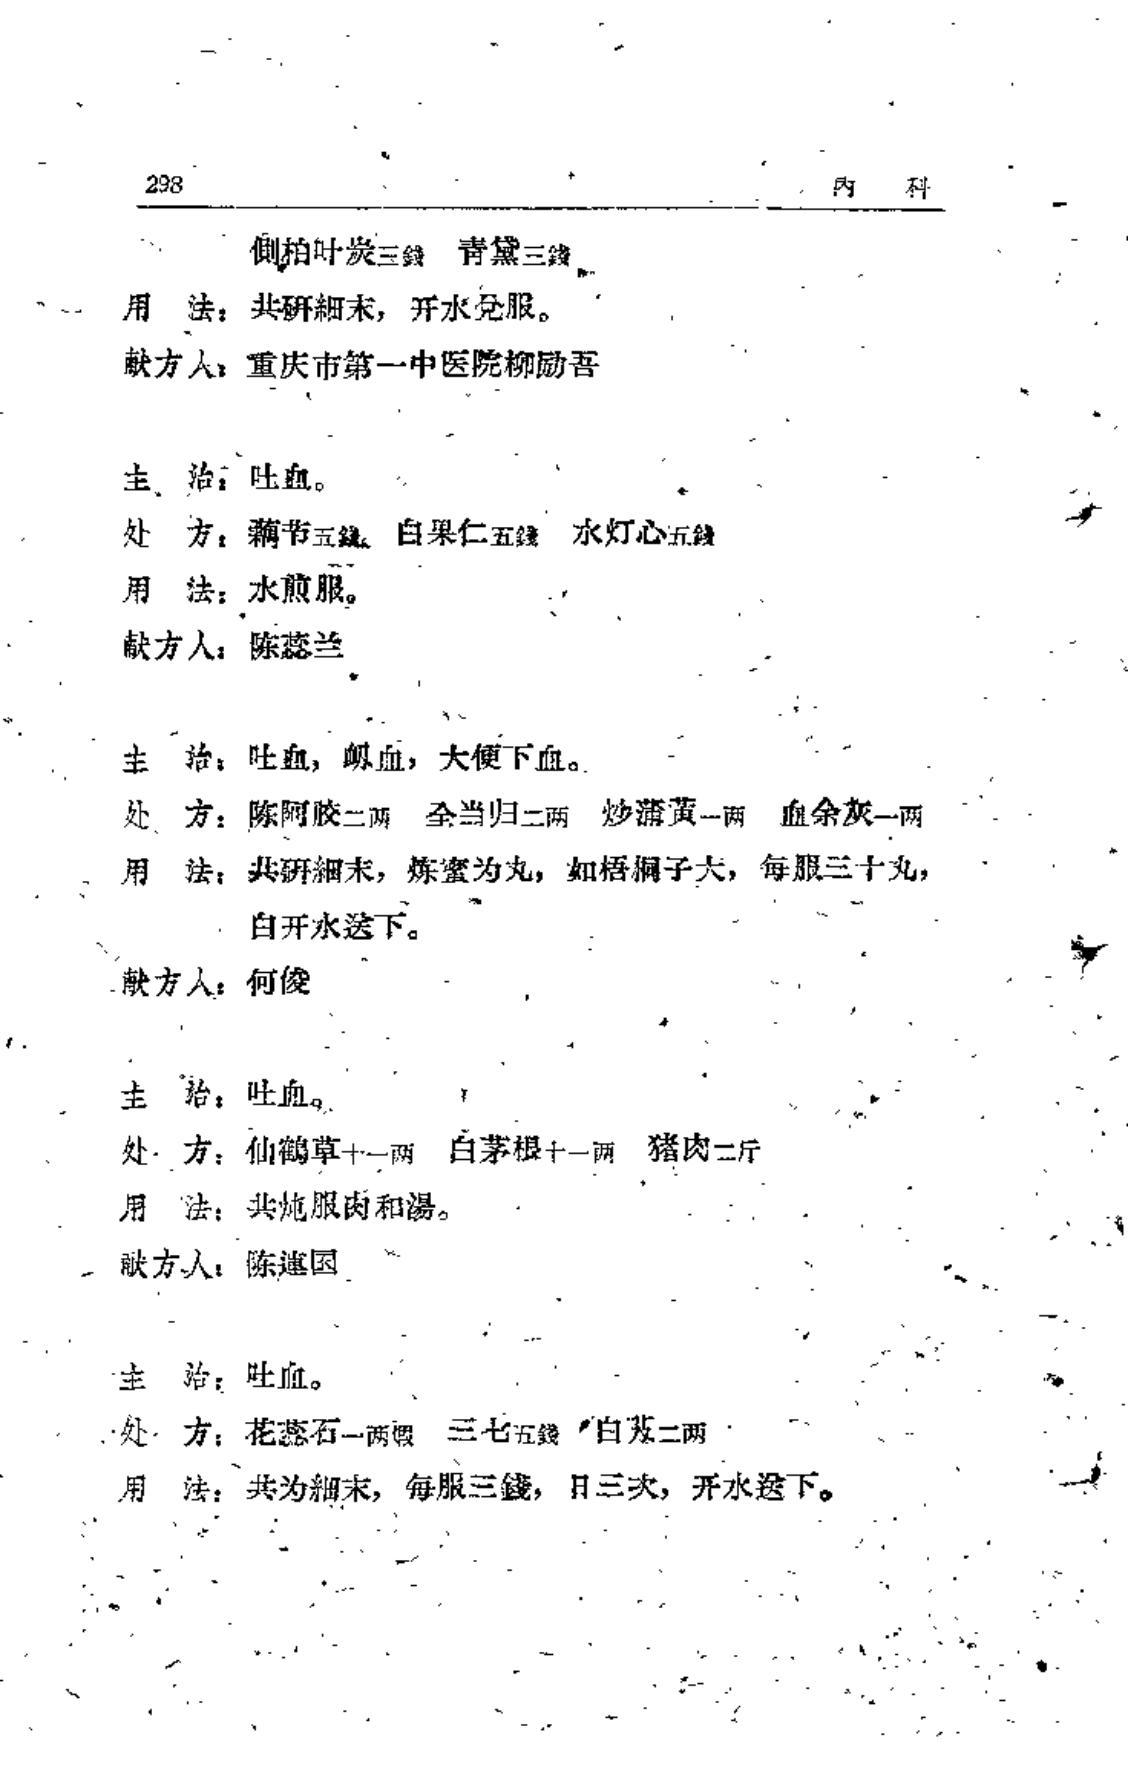 298
内　科
側柏叶炭三錢　青黛三錢
用　法：共研細末，开水兌服。
献方人：重庆市第一中医院柳励吾
主　治：吐血。
处　方：藕节五錢　白果仁五錢　水灯心五錢
用　法：水煎服。
献方人：陈蕊兰
主　治：吐血，衂血，大便下血。
处　方：陈阿胶二两　全当归二两　炒蒲黄一两　血余灰一两
用　法：共研細末，炼蜜为丸，如梧桐子大，每服三十丸，
白开水送下。
献方人：何俊
主　治：吐血。
处　方：仙鶴草十一两　白茅根十一两　猪肉二斤
用　法：共炖服肉和湯。
献方人：陈蓮国
主　治：吐血。
处　方：花蕊石一两煅　三七五錢　白芨二两
用　法：共为細末，每服三錢，日三次，开水送下。